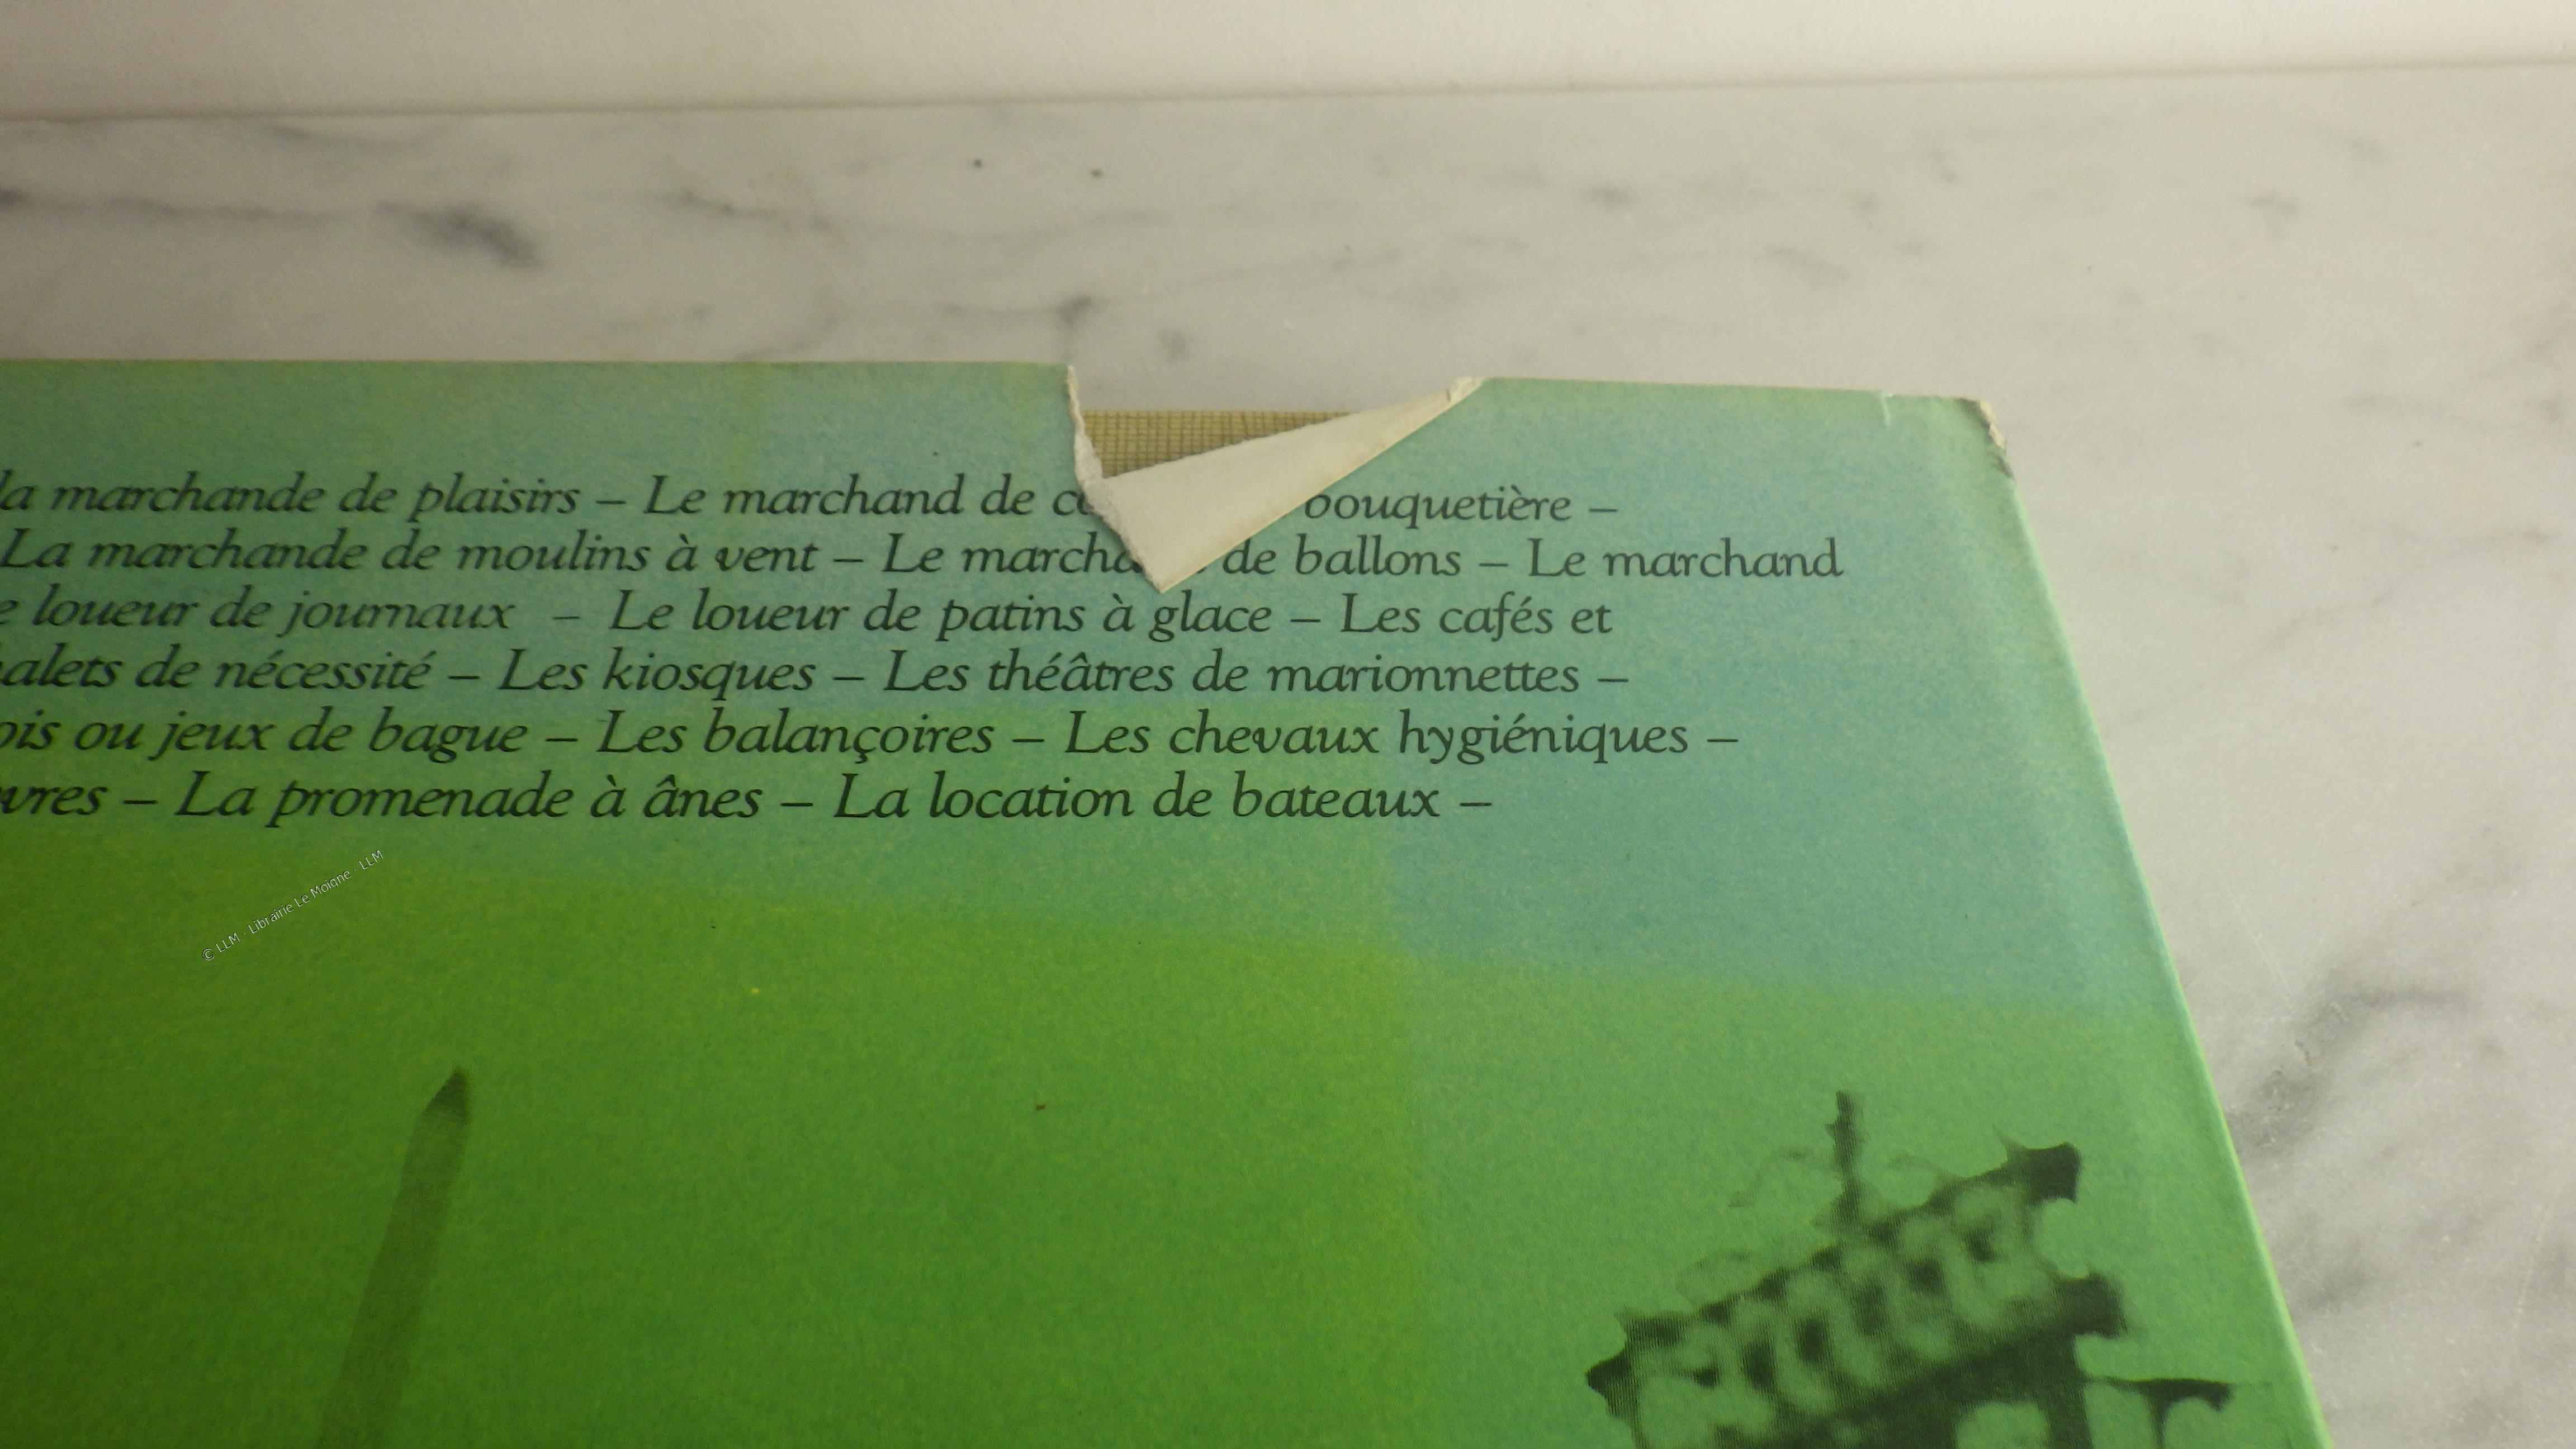 la marchande de plaisirs – Le marchand de bouquetière –
La marchande de moulins à vent – Le de ballons – Le marchand
loueur de journaux – Le loueur de patins à glace – Les cafés et
de nécessité – Les kiosques – Les théâtres de marionnettes –
ou jeux de bague – Les balançoires – Les chevaux hygiéniques –
– La promenade à ânes – La location de bateaux –
© LLM - Librairie Le Moigne - LLM